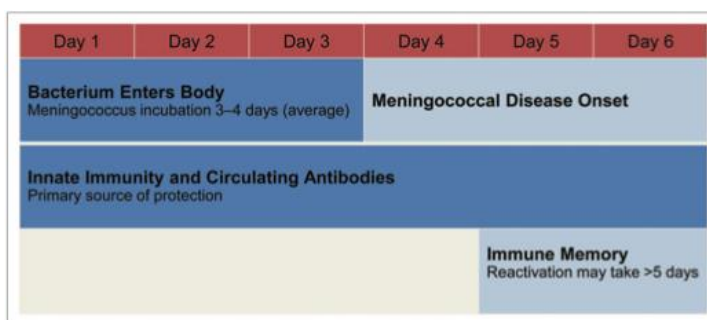 Day 1 Day 2 Day 3 Day 4 Day 5 Day 6
Bacterium Enters Body
Meningococcus incubation 3–4 days (average)
Meningococcal Disease Onset
Innate Immunity and Circulating Antibodies
Primary source of protection
Immune Memory
Reactivation may take >5 days